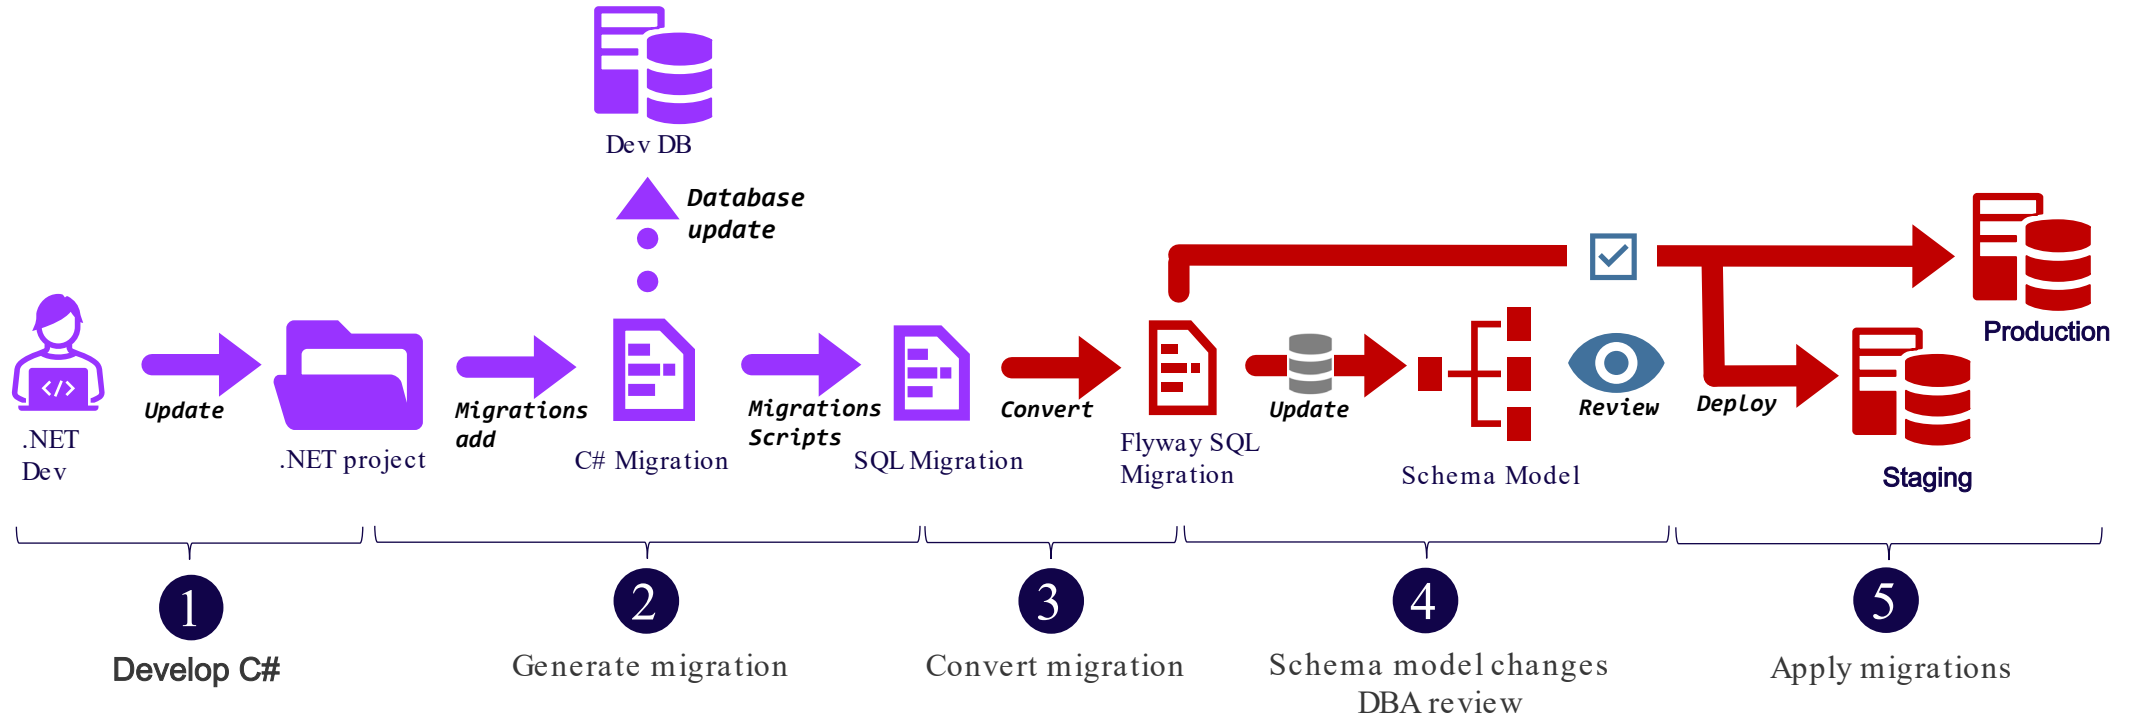 Dev DB
Database
update
Production
Update
Migrations
add
Migrations
Scripts
Convert
Update
Review
Deploy
.NET
Dev
.NET project
C# Migration
SQL Migration
Flyway SQL
Migration
Schema Model
Staging
</>
1
2
3
4
5
Develop C#
Generate migration
Convert migration
Schema model changes
DBA review
Apply migrations